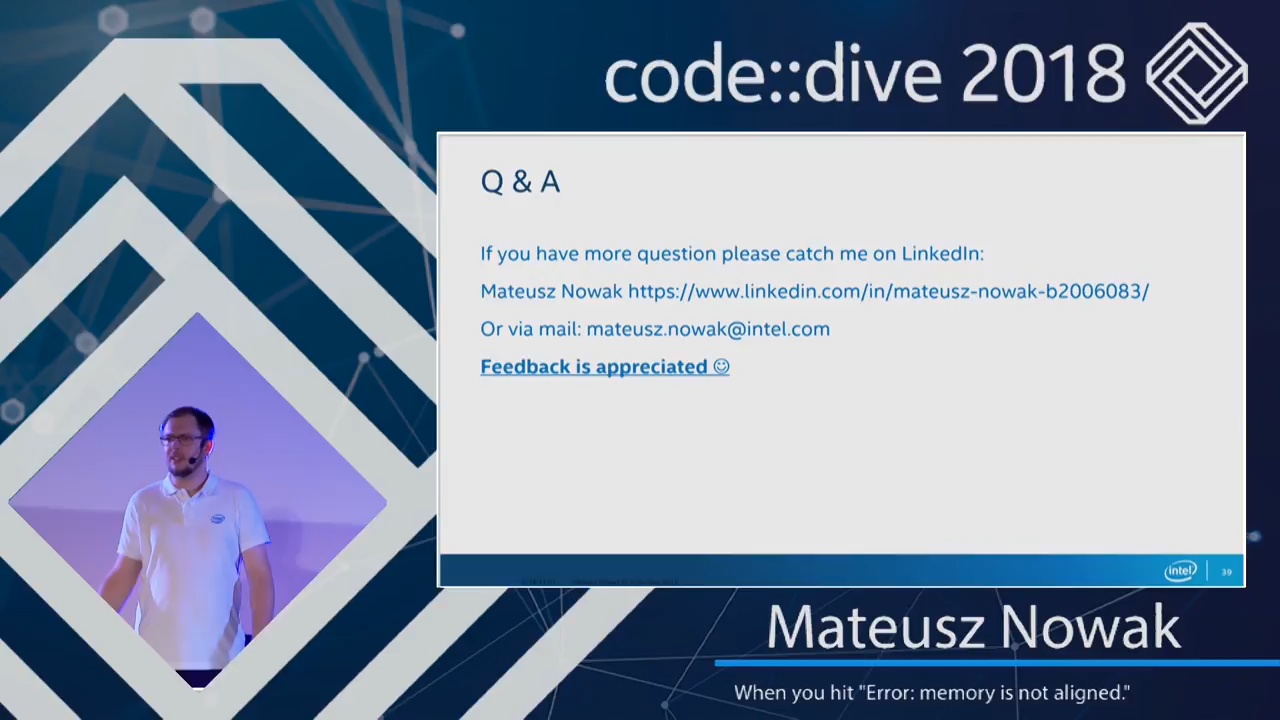 code::dive 2018
Q & A
If you have more question please catch me on LinkedIn:
Mateusz Nowak https://www.linkedin.com/in/mateusz-nowak-b2006083/
Or via mail: mateusz.nowak@intel.com
Feedback is appreciated ☺
intel
39
Mateusz Nowak
When you hit "Error: memory is not aligned."